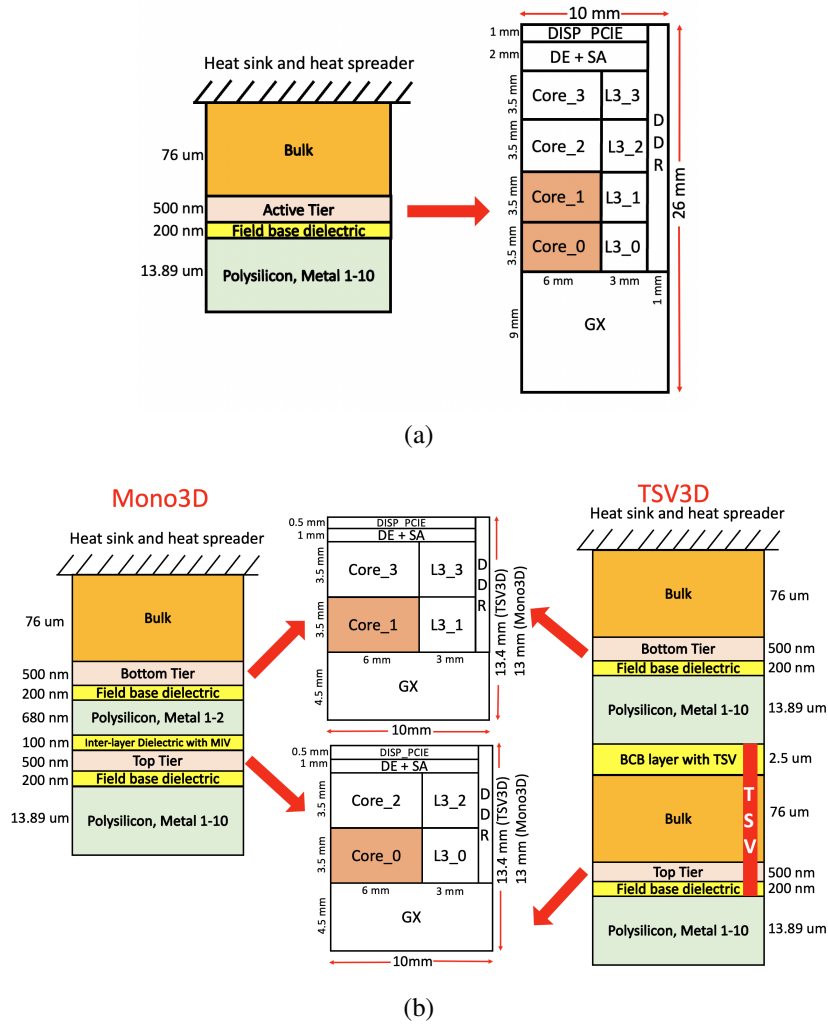 10 mm
1 mm
DISP PCIE
2 mm
DE + SA
Heat sink and heat spreader
3.5 mm
Core_3
L3_3
D
D
R
76 um
Bulk
3.5 mm
Core_2
L3_2
500 nm
Active Tier
3.5 mm
Core_1
L3_1
26 mm
200 nm
Field base dielectric
3.5 mm
Core_0
L3_0
13.89 um
Polysilicon, Metal 1-10
6 mm
3 mm
1 mm
9 mm
GX
(a)
Mono3D
Heat sink and heat spreader
76 um
Bulk
500 nm
Bottom Tier
200 nm
Field base dielectric
680 nm
Polysilicon, Metal 1-2
100 nm
Inter-layer Dielectric with MIV
500 nm
Top Tier
200 nm
Field base dielectric
13.89 um
Polysilicon, Metal 1-10
0.5 mm
DISP PCIE
1 mm
DE + SA
3.5 mm
Core_3
L3_3
D
D
R
3.5 mm
Core_1
L3_1
6 mm
3 mm
4.5 mm
GX
13.4 mm (TSV3D)
13 mm (Mono3D)
10mm
0.5 mm
DISP_PCIE
1 mm
DE + SA
3.5 mm
Core_2
L3_2
D
D
R
3.5 mm
Core_0
L3_0
6 mm
3 mm
4.5 mm
GX
13.4 mm (TSV3D)
13 mm (Mono3D)
10mm
TSV3D
Heat sink and heat spreader
Bulk
76 um
Bottom Tier
500 nm
Field base dielectric
200 nm
Polysilicon, Metal 1-10
13.89 um
BCB layer with TSV
2.5 um
T
S
V
Bulk
76 um
Top Tier
500 nm
Field base dielectric
200 nm
Polysilicon, Metal 1-10
13.89 um
(b)